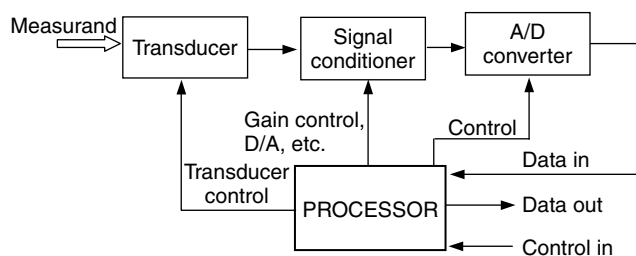 Measurand
Transducer
Signal
conditioner
A/D
converter
Gain control,
D/A, etc.
Control
Transducer
control
Data in
PROCESSOR
Data out
Control in